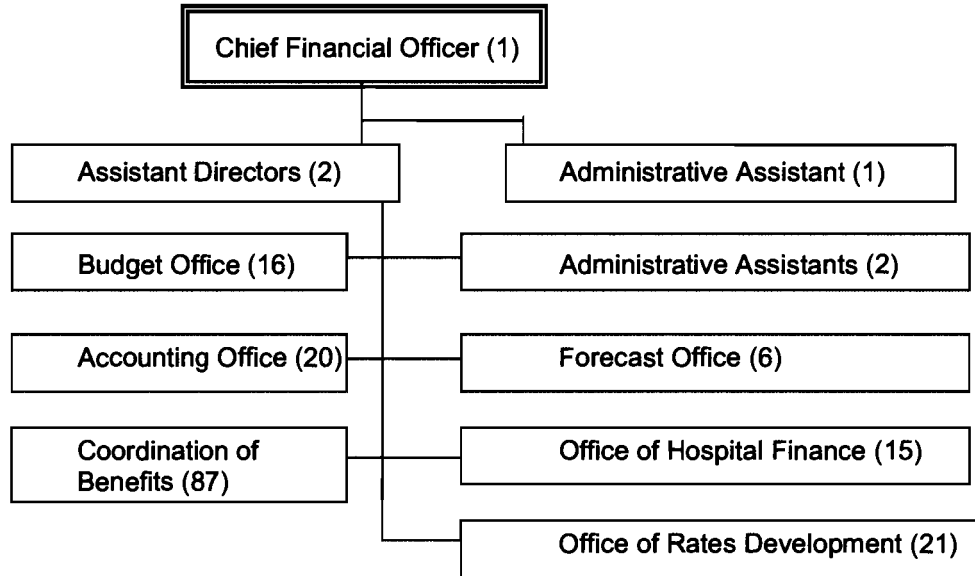 Chief Financial Officer (1)
Assistant Directors (2)
Administrative Assistant (1)
Budget Office (16)
Administrative Assistants (2)
Accounting Office (20)
Forecast Office (6)
Coordination of
Benefits (87)
Office of Hospital Finance (15)
Office of Rates Development (21)